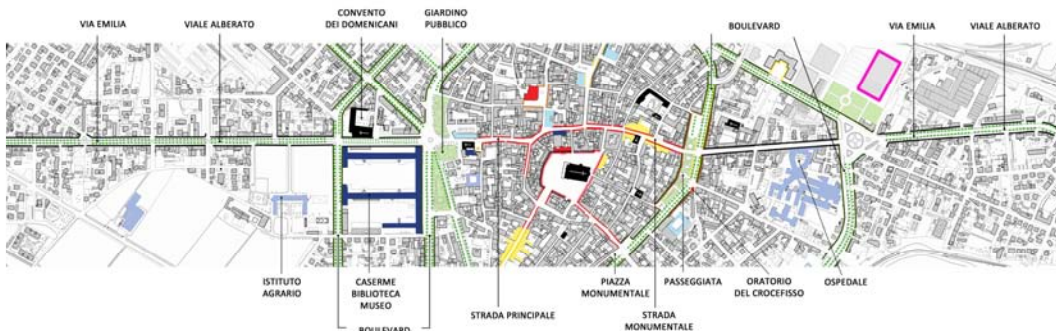 VIA EMILIA
VIALE ALBERATO
CONVENTO
DEI DOMENICANI
GIARDINO
PUBBLICO
BOULEVARD
VIA EMILIA
VIALE ALBERATO
ISTITUTO
AGRARIO
CASERME
BIBLIOTECA
MUSEO
BOULEVARD
STRADA PRINCIPALE
PIAZZA
MONUMENTALE
STRADA
MONUMENTALE
PASSEGGIATA
ORATORIO
DEL CROCEFISSO
OSPEDALE